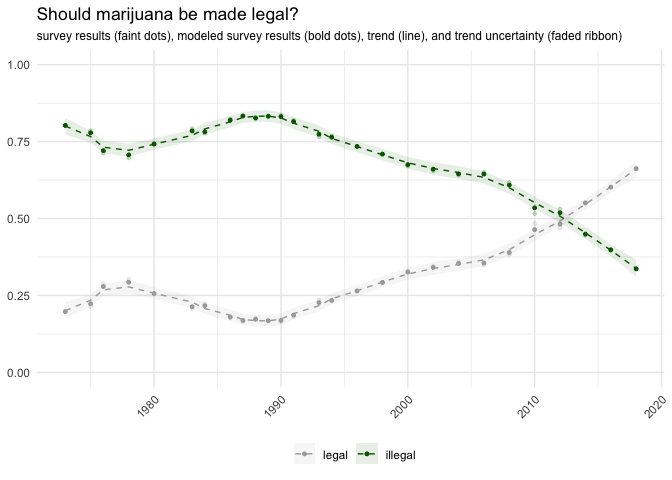 Should marijuana be made legal?
survey results (faint dots), modeled survey results (bold dots), trend (line), and trend uncertainty (faded ribbon)
1.00
0.75
0.50
0.25
0.00
1980
1990
2000
2010
2020
legal
illegal